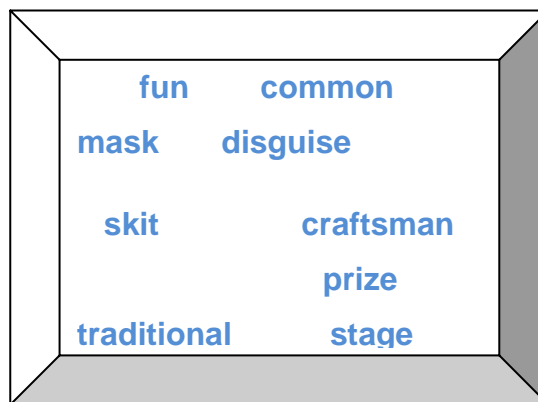 fun common
mask disguise
skit craftsman
prize
traditional stage